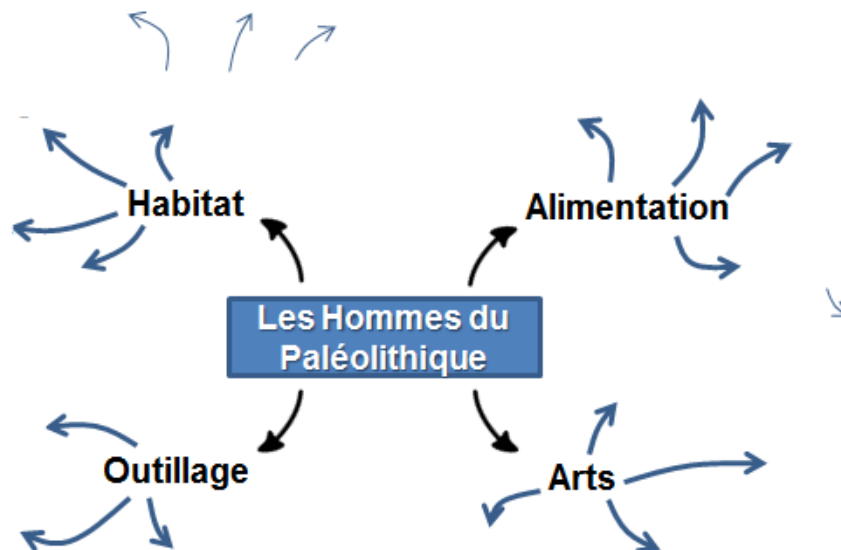 Habitat
Alimentation
Les Hommes du
Paléolithique
Outillage
Arts